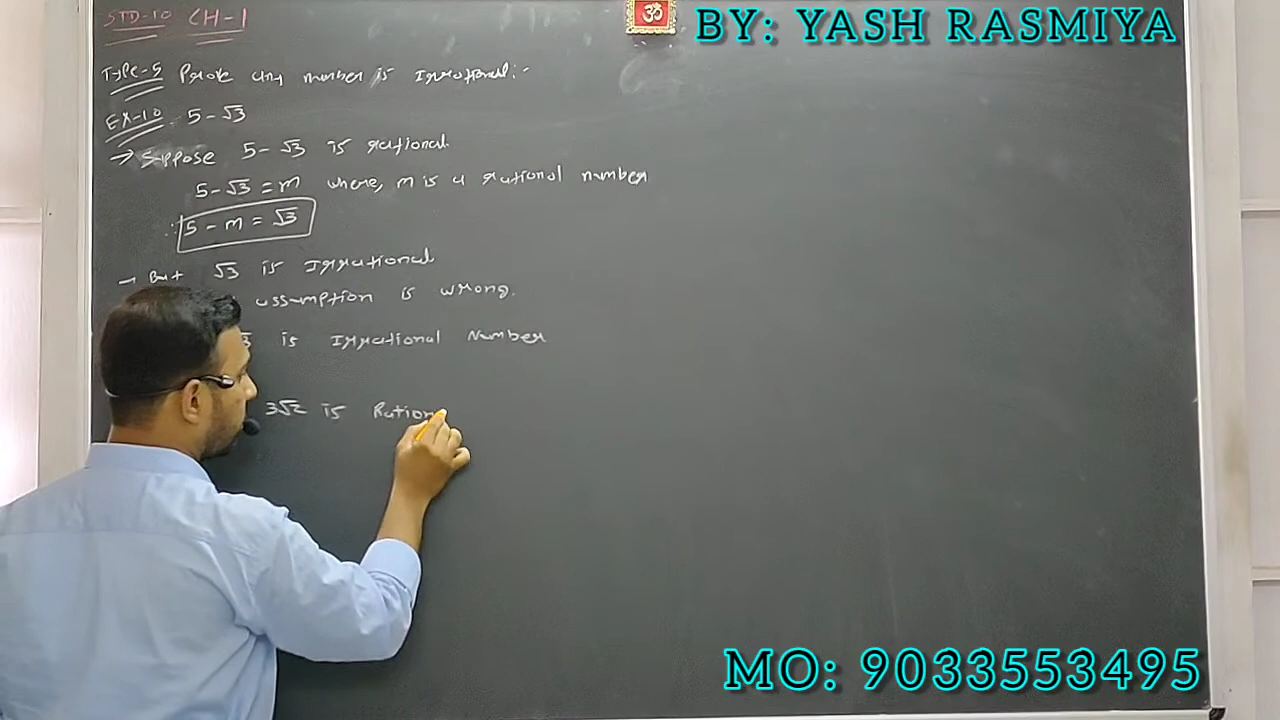 STD-10 CH-1
ॐ
BY: YASH RASMIYA
TYPE-5 Prove any number is Irrational:-
EX-10 5-√3
→ Suppose 5-√3 is rational.
5-√3 = m where, m is a rational number
∴ 5 - m = √3
→ But √3 is Irrational
assumption is wrong.
3 is Irrational Number
3√2 is Ration
MO: 9033553495